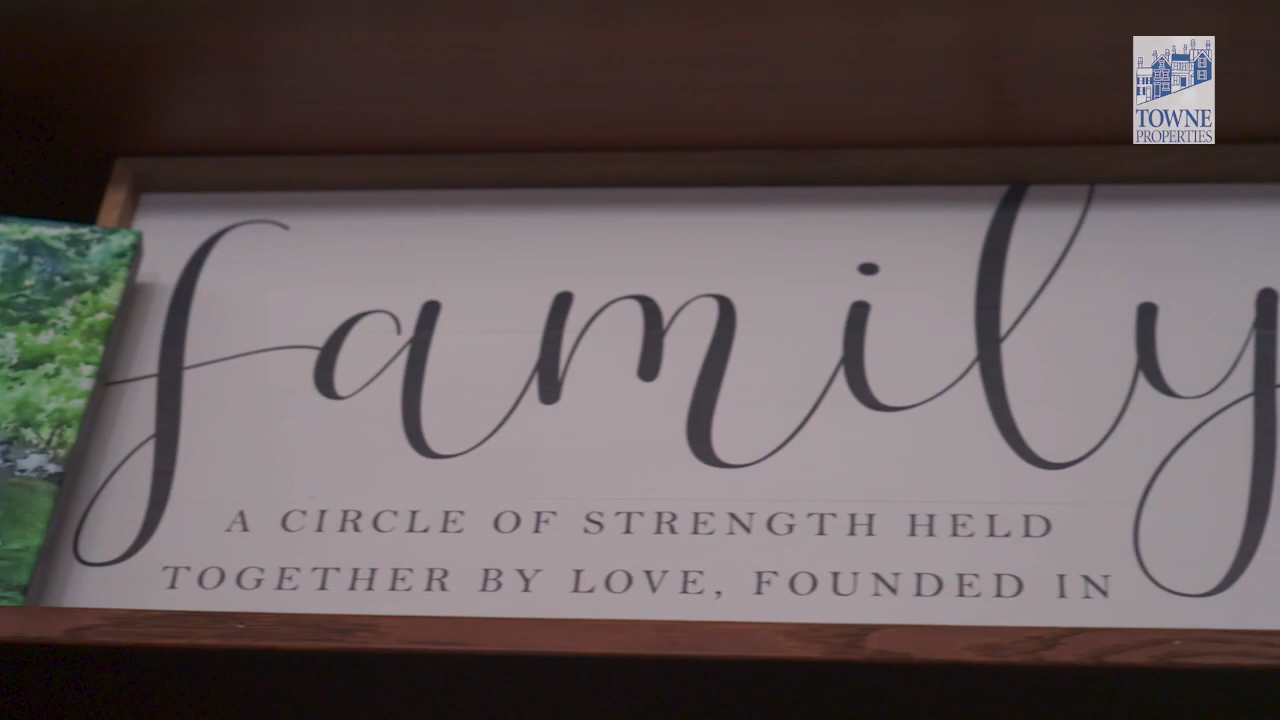 TOWNE
PROPERTIES
family
A CIRCLE OF STRENGTH HELD
TOGETHER BY LOVE, FOUNDED IN